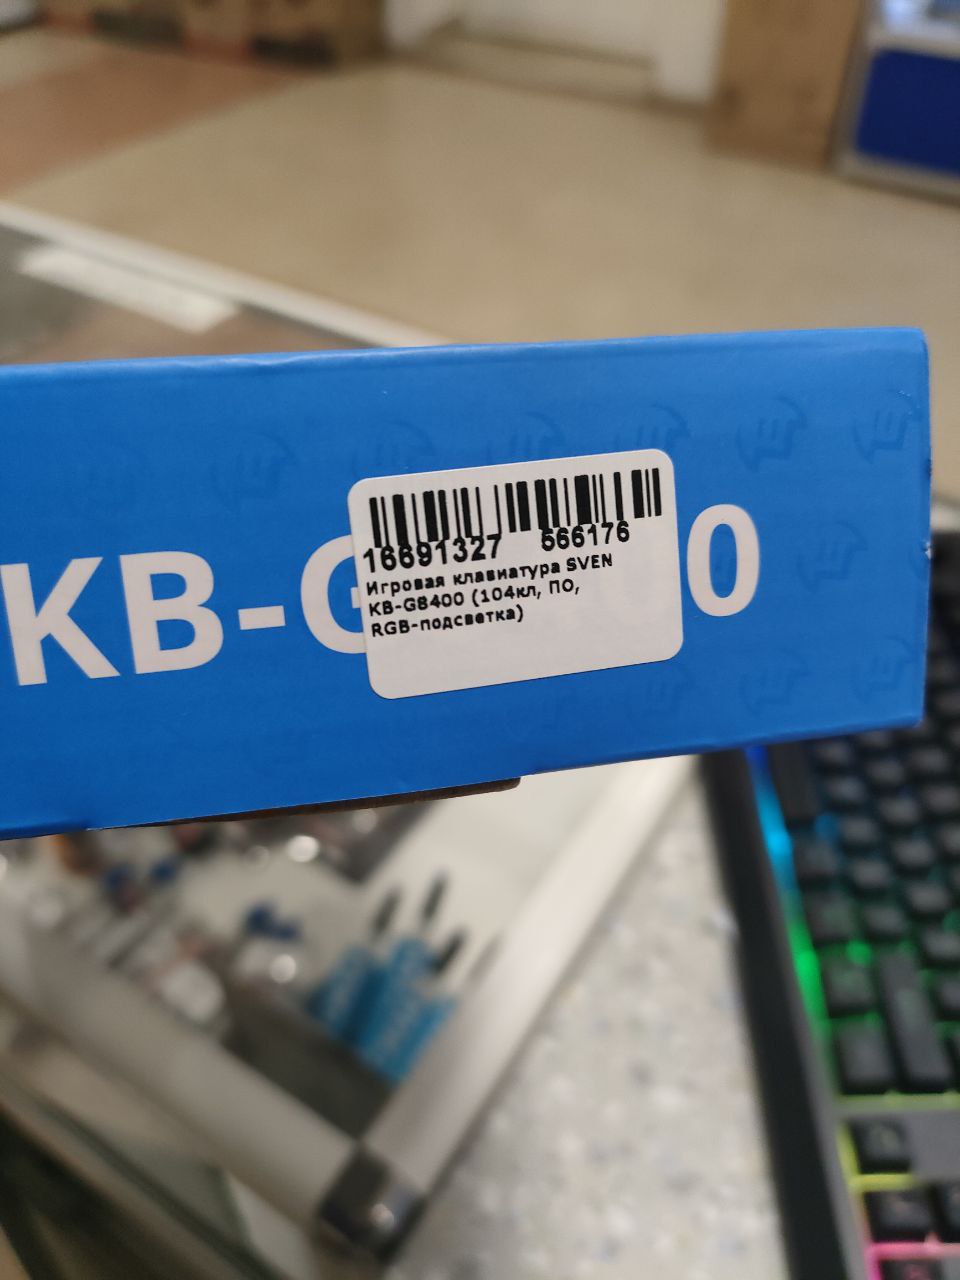 KB-G 0
16691327 566176
Игровая клавиатура SVEN
KB-G8400 (104кл, ПО,
RGB-подсветка)